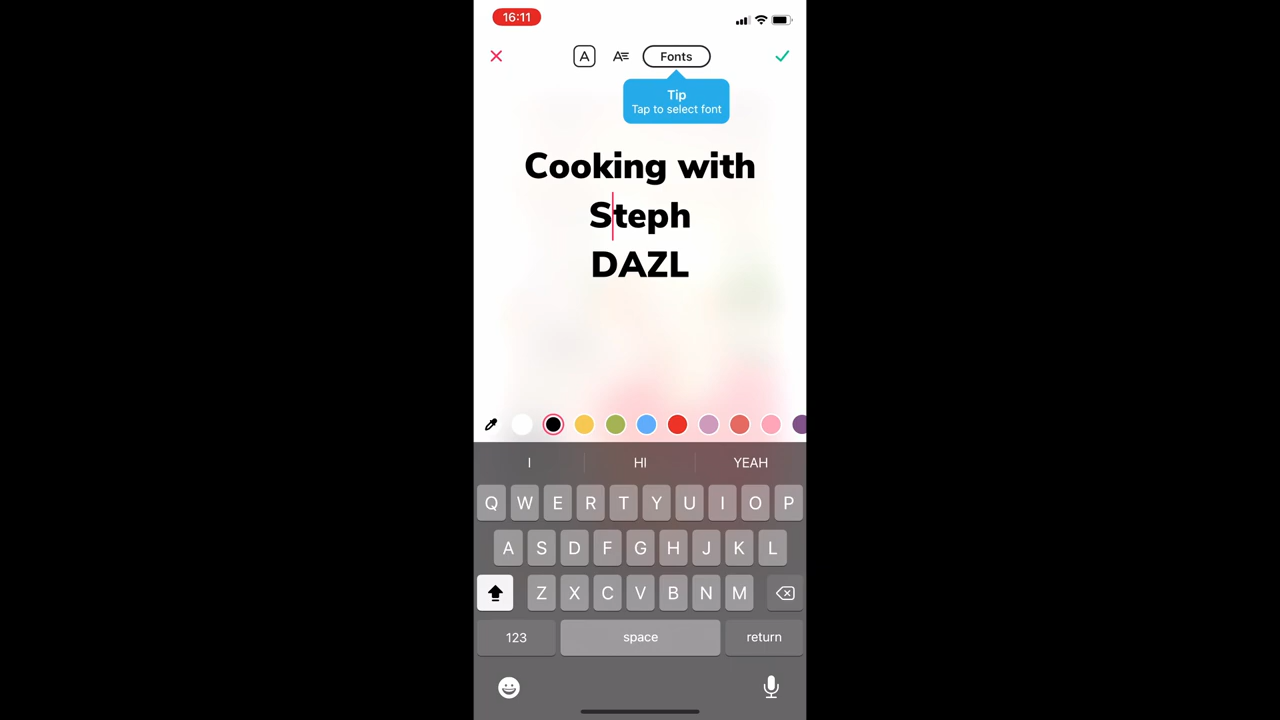 16:11
A
A
Fonts
Tip
Tap to select font
Cooking with
Steph
DAZL
I HI YEAH
Q W E R T Y U I O P
A S D F G H J K L
Z X C V B N M
123 space return